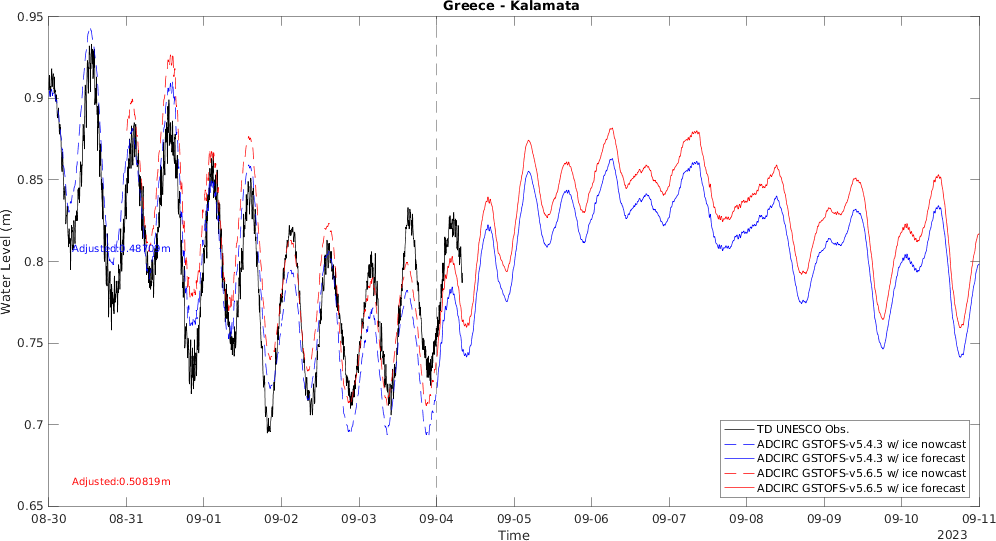 Greece - Kalamata
0.95
0.9
0.85
0.8
0.75
0.7
0.65
Water Level (m)
Adjusted:0.48709m
Adjusted:0.50819m
TD UNESCO Obs.
ADCIRC GSTOFS-v5.4.3 w/ ice nowcast
ADCIRC GSTOFS-v5.4.3 w/ ice forecast
ADCIRC GSTOFS-v5.6.5 w/ ice nowcast
ADCIRC GSTOFS-v5.6.5 w/ ice forecast
08-30 08-31 09-01 09-02 09-03 09-04 09-05 09-06 09-07 09-08 09-09 09-10 09-11
Time
2023